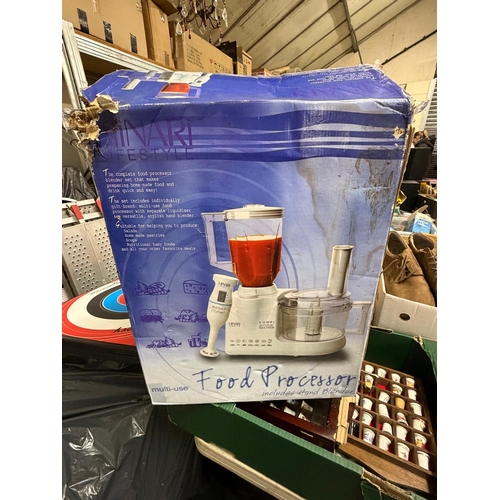 LIFESTYLE
The complete food processor
blender set that makes
preparing home made food and
drink quick and easy!
The set includes individually
gift-boxed: multi-use food
processor with separate liquidiser
and versatile, stylish hand blender.
Suitable for helping you to produce
Salads
Home made pastries
Soups
Nutritional baby foods
and all your other favourite meals
multi-use
Food Processor
includes Hand Blender